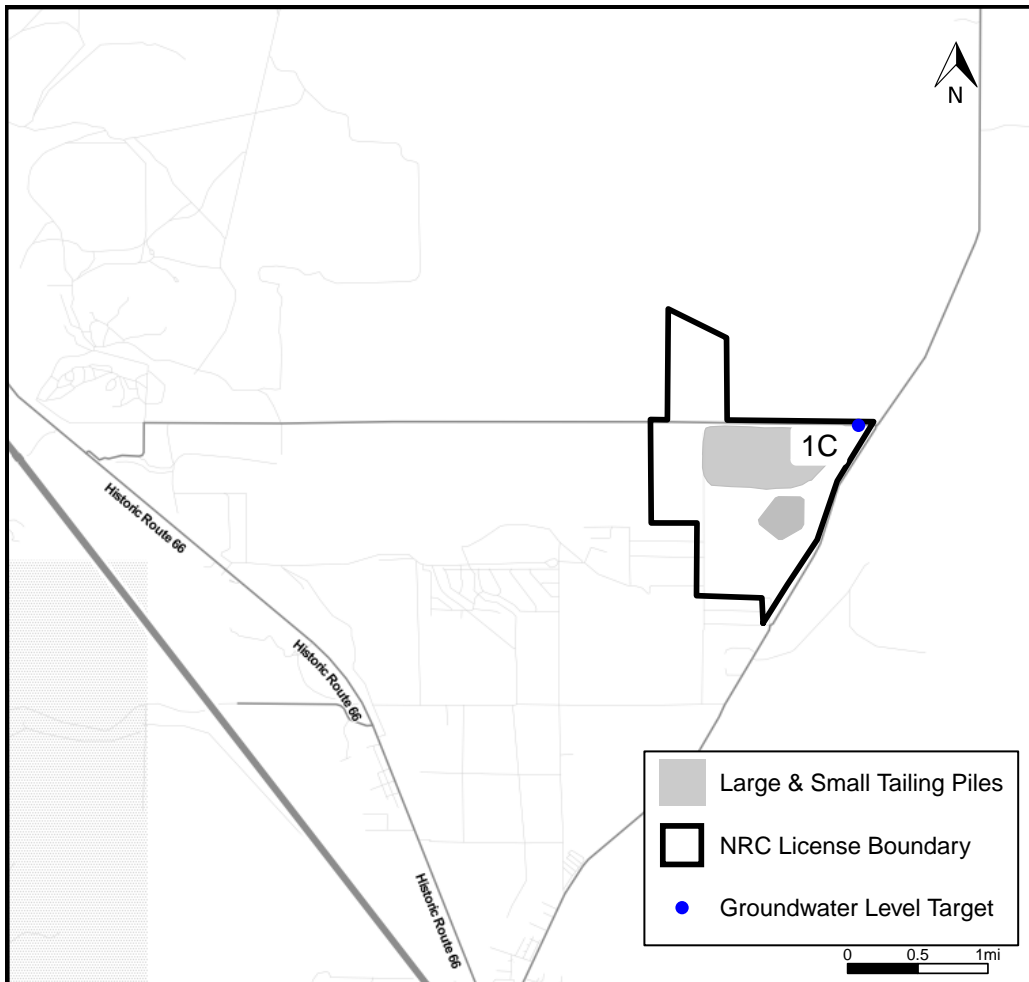 N
1C
Historic Route 66
Historic Route 66
Historic Route 66
Large & Small Tailing Piles
NRC License Boundary
Groundwater Level Target
0 0.5 1mi